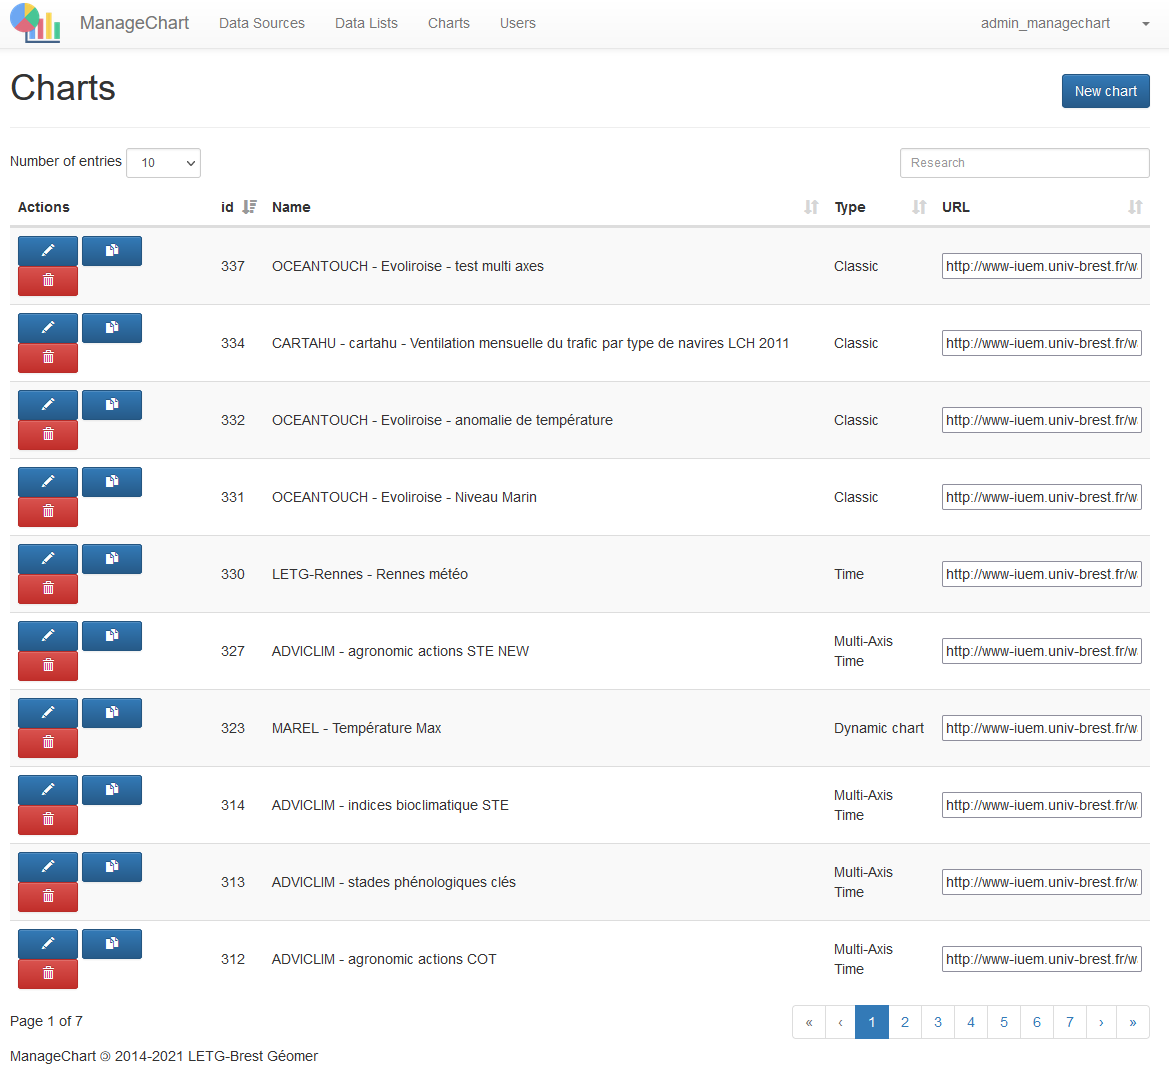 ManageChart Data Sources Data Lists Charts Users admin_managechart
Charts New chart
Number of entries 10 Research
Actions id Name Type URL
337 OCEANTOUCH - Evoliroise - test multi axes Classic http://www-iuem.univ-brest.fr/w
334 CARTAHU - cartahu - Ventilation mensuelle du trafic par type de navires LCH 2011 Classic http://www-iuem.univ-brest.fr/w
332 OCEANTOUCH - Evoliroise - anomalie de température Classic http://www-iuem.univ-brest.fr/w
331 OCEANTOUCH - Evoliroise - Niveau Marin Classic http://www-iuem.univ-brest.fr/w
330 LETG-Rennes - Rennes météo Time http://www-iuem.univ-brest.fr/w
327 ADVICLIM - agronomic actions STE NEW Multi-Axis Time http://www-iuem.univ-brest.fr/w
323 MAREL - Température Max Dynamic chart http://www-iuem.univ-brest.fr/w
314 ADVICLIM - indices bioclimatique STE Multi-Axis Time http://www-iuem.univ-brest.fr/w
313 ADVICLIM - stades phénologiques clés Multi-Axis Time http://www-iuem.univ-brest.fr/w
312 ADVICLIM - agronomic actions COT Multi-Axis Time http://www-iuem.univ-brest.fr/w
Page 1 of 7 « ‹ 1 2 3 4 5 6 7 › »
ManageChart @ 2014-2021 LETG-Brest Géomer